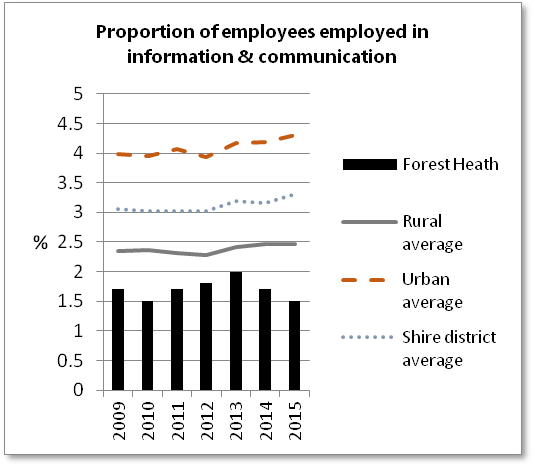 Proportion of employees employed in
information & communication
5
4.5
4
3.5
3
2.5
2
1.5
1
0.5
0
%
2009
2010
2011
2012
2013
2014
2015
Forest Heath
Rural
average
Urban
average
Shire district
average